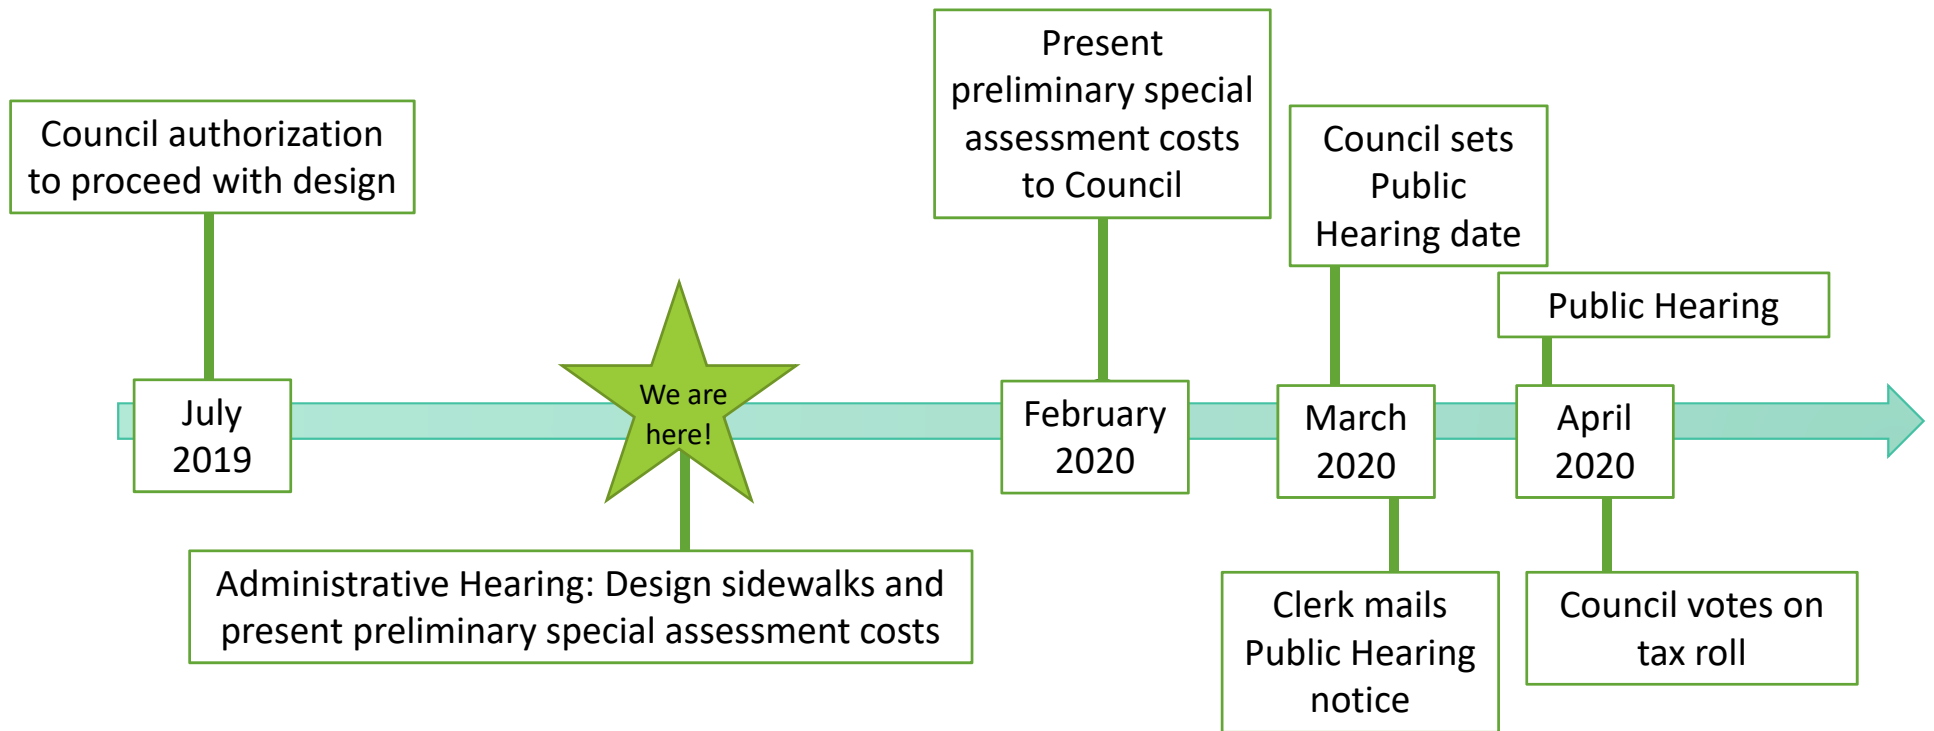 Council authorization
to proceed with design
July
2019
We are
here!
Administrative Hearing: Design sidewalks and
present preliminary special assessment costs
Present
preliminary special
assessment costs
to Council
February
2020
Council sets
Public
Hearing date
March
2020
Clerk mails
Public Hearing
notice
Public Hearing
April
2020
Council votes on
tax roll